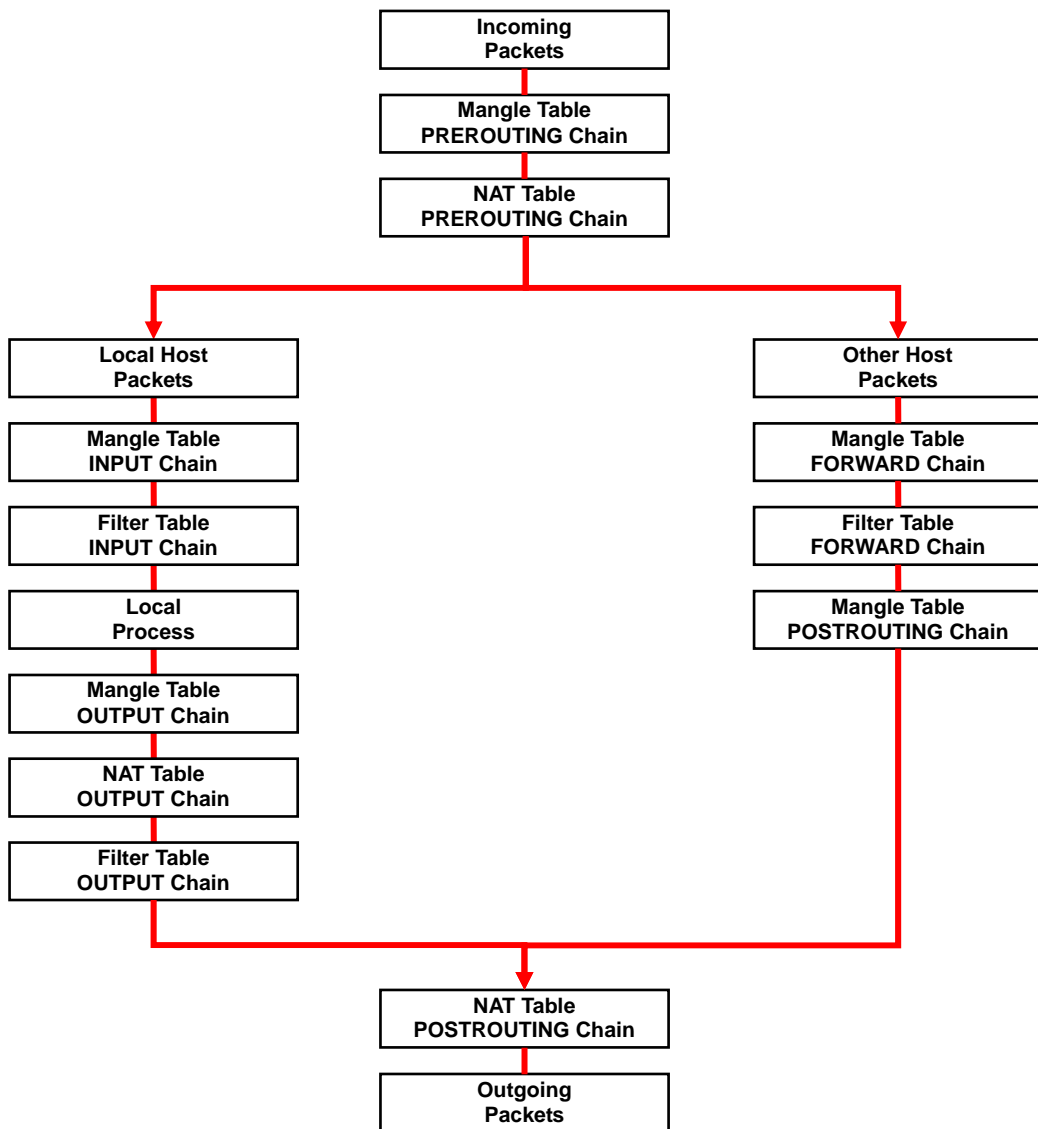 Incoming
Packets
Mangle Table
PREROUTING Chain
NAT Table
PREROUTING Chain
Local Host
Packets
Mangle Table
INPUT Chain
Filter Table
INPUT Chain
Local
Process
Mangle Table
OUTPUT Chain
NAT Table
OUTPUT Chain
Filter Table
OUTPUT Chain
Other Host
Packets
Mangle Table
FORWARD Chain
Filter Table
FORWARD Chain
Mangle Table
POSTROUTING Chain
NAT Table
POSTROUTING Chain
Outgoing
Packets